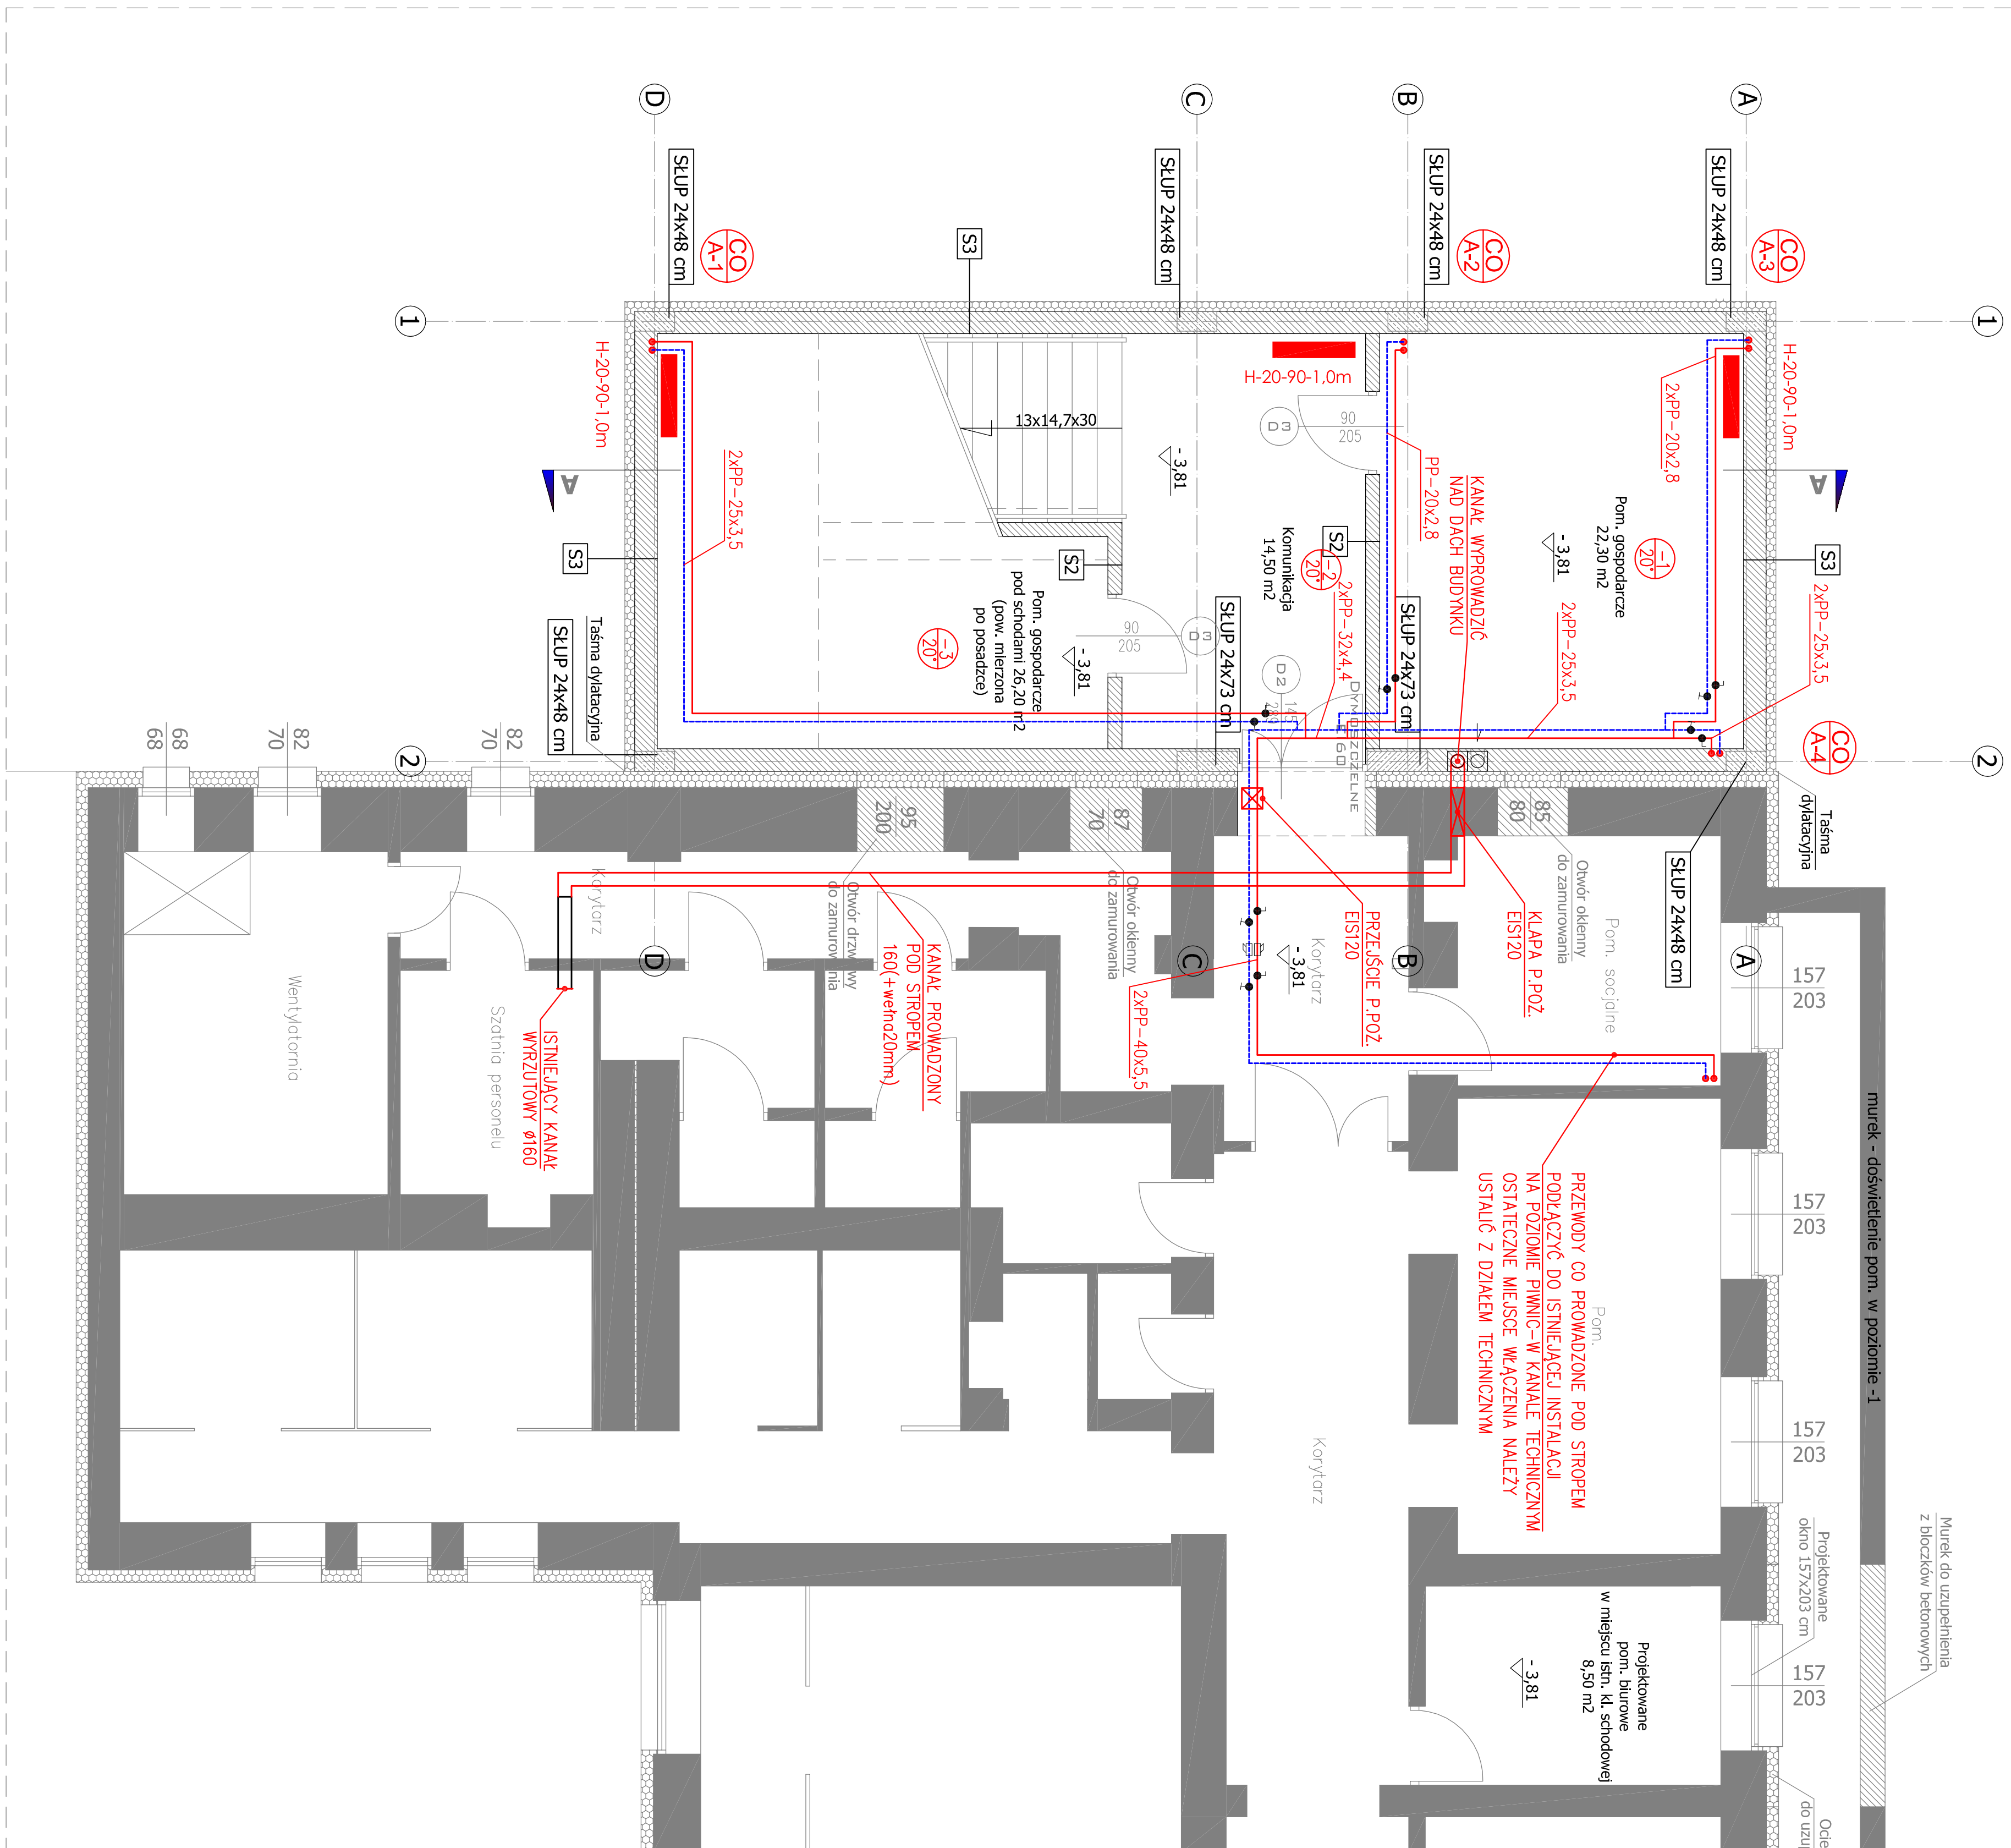 D
C
B
A
SŁUP 24x48 cm
CO
A-1
S3
SŁUP 24x48 cm
SŁUP 24x48 cm
CO
A-2
SŁUP 24x48 cm
CO
A-3
1
1
H-20-90-1,0m
H-20-90-1,0m
H-20-90-1,0m
2xPP-20x2,8
13x14,7x30
- 3,81
D3
90
205
PP-20x2,8
KANAŁ WYPROWADZIĆ
NAD DACH BUDYNKU
A
A
2xPP-25x3,5
S3
S2
S2
S3
Pom. gospodarcze
22,30 m2
- 3,81
-1
20°
Komunikacja
14,50 m2
-2
20°
2xPP-32x4,4
2xPP-25x3,5
2xPP-25x3,5
Pom. gospodarcze
pod schodami 26,20 m2
(pow. mierzona
po posadzce)
- 3,81
-3
20°
90
205
D3
D2
145
SŁUP 24x73 cm
SŁUP 24x73 cm
DYMOSZCZELNE
Taśma dylatacyjna
SŁUP 24x48 cm
CO
A-4
2
2
Taśma
dylatacyjna
SŁUP 24x48 cm
68
68
82
70
82
70
95
200
87
70
85
80
Otwór drzwiowy
do zamurowania
Otwór okienny
do zamurowania
Otwór okienny
do zamurowania
Korytarz
D
C
B
A
Korytarz
- 3,81
PRZEJŚCIE P.POŻ.
EIS120
KLAPA P.POŻ.
EIS120
Pom. socjalne
KANAŁ PROWADZONY
POD STROPEM
160(+wełna20mm)
2xPP-40x5,5
Wentylatornia
Szatnia personelu
ISTNIEJĄCY KANAŁ
WYRZUTOWY ø160
157
203
157
203
157
203
157
203
murek - doświetlenie pom. w poziomie -1
PRZEWODY CO PROWADZONE POD STROPEM
PODŁĄCZYĆ DO ISTNIEJĄCEJ INSTALACJI
NA POZIOMIE PIWNIC-W KANALE TECHNICZNYM
OSTATECZNE MIEJSCE WŁĄCZENIA NALEŻY
USTALIĆ Z DZIAŁEM TECHNICZNYM
Pom.
Korytarz
Projektowane
okno 157x203 cm
Murek do uzupełnienia
z bloczków betonowych
Projektowane
pom. biurowe
w miejscu istn. kl. schodowej
8,50 m2
- 3,81